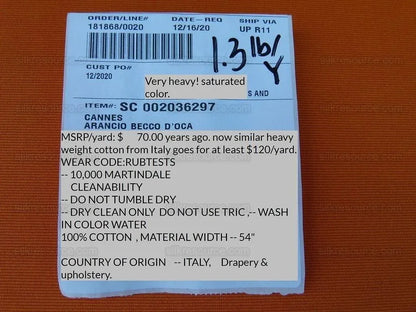 ORDER/LINE#
DATE-REQ
SHIP VIA
181868/0020
12/16/20
UP R11
1.3 lb/
Y
CUST PO#
12/2020
Very heavy! saturated
color.
S AND
ITEM#: SC 002036297
CANNES
ARANCIO BECCO D'OCA
MSRP/yard: $ 70.00 years ago. now similar heavy
weight cotton from Italy goes for at least $120/yard.
WEAR CODE:RUBTESTS
-- 10,000 MARTINDALE
CLEANABILITY
-- DO NOT TUMBLE DRY
-- DRY CLEAN ONLY DO NOT USE TRIC ,-- WASH
IN COLOR WATER
100% COTTON , MATERIAL WIDTH -- 54"
COUNTRY OF ORIGIN -- ITALY, Drapery &
upholstery.